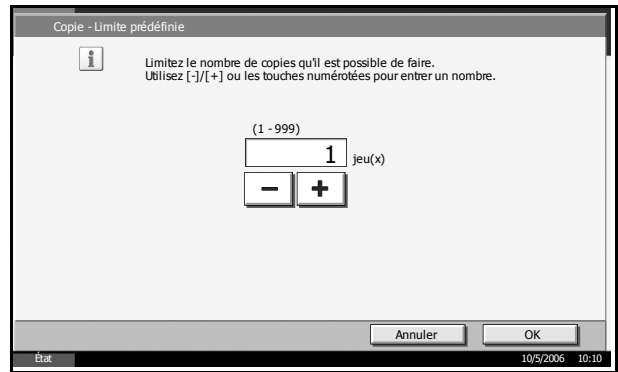 Copie - Limite prédéfinie
Limitez le nombre de copies qu'il est possible de faire.
Utilisez [-]/[+] ou les touches numérotées pour entrer un nombre.
(1 - 999)
1 jeu(x)
− +
Annuler OK
État 10/5/2006 10:10